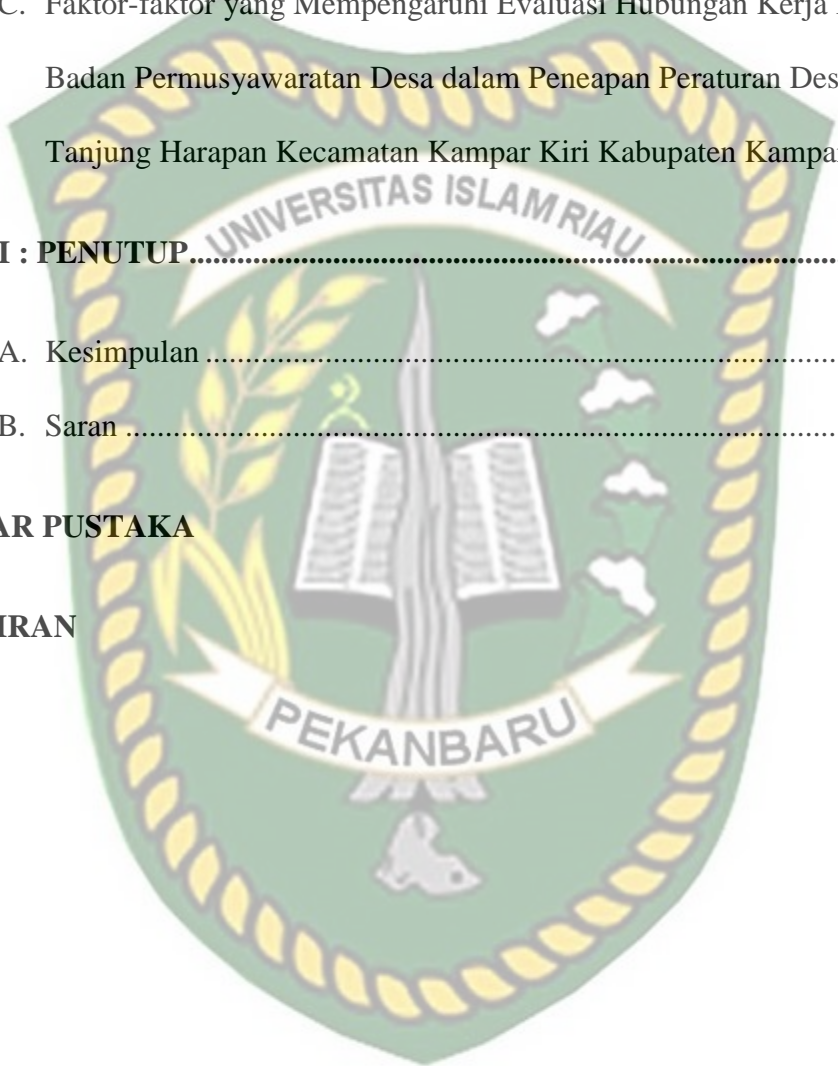 C. Faktor-faktor yang Mempengaruhi Evaluasi Hubungan Kerja
Badan Permusyawaratan Desa dalam Peneapan Peraturan Des
Tanjung Harapan Kecamatan Kampar Kiri Kabupaten Kampar
UNIVERSITAS ISLAM RIAU
I : PENUTUP........................................................................
A. Kesimpulan ........................................................................
B. Saran ........................................................................
AR PUSTAKA
IRAN
PEKANBARU